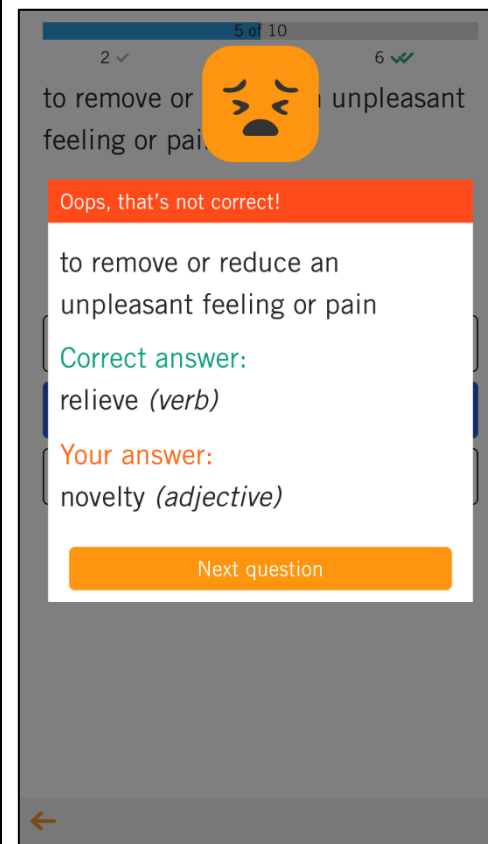 5 of 10
2
6
to remove or unpleasant
feeling or pai
Oops, that's not correct!
to remove or reduce an
unpleasant feeling or pain
Correct answer:
relieve (verb)
Your answer:
novelty (adjective)
Next question